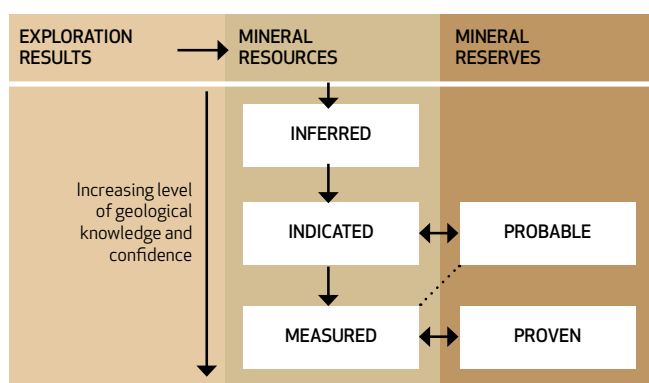 EXPLORATION
RESULTS
MINERAL
RESOURCES
MINERAL
RESERVES
INFERRED
Increasing level
of geological
knowledge and
confidence
INDICATED
PROBABLE
MEASURED
PROVEN